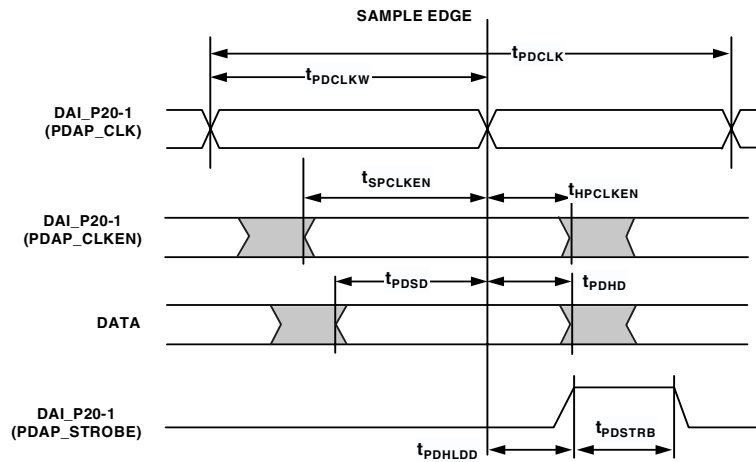 SAMPLE EDGE
tPDCLK
tPDCLKW
DAI_P20-1
(PDAP_CLK)
tSPCLKEN
tHPCLKEN
DAI_P20-1
(PDAP_CLKEN)
tPDSD
tPDHD
DATA
DAI_P20-1
(PDAP_STROBE)
tPDSTRB
tPDHLDD